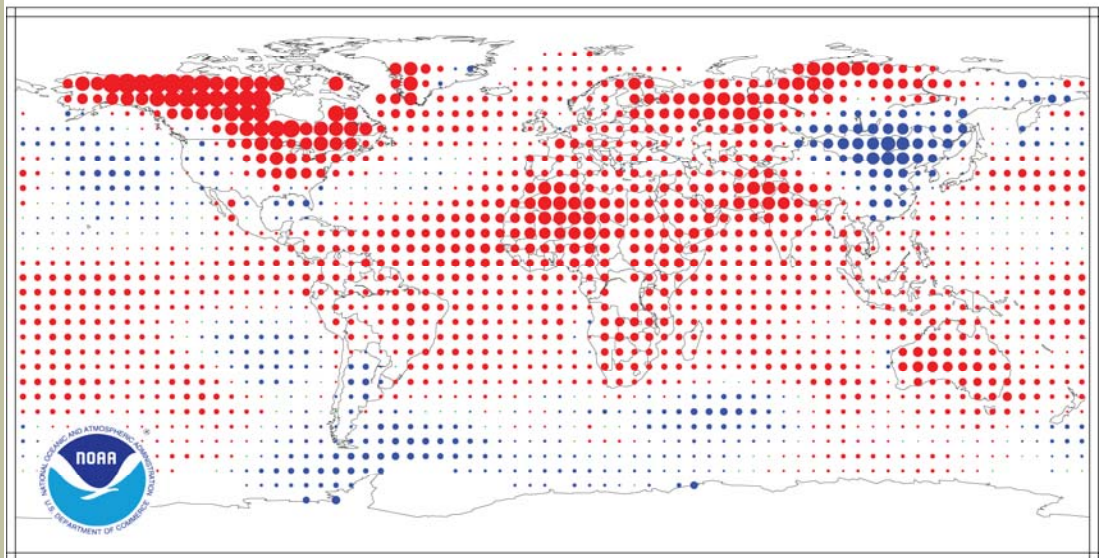 NOAA
NATIONAL OCEANIC AND ATMOSPHERIC ADMINISTRATION
U.S. DEPARTMENT OF COMMERCE
®